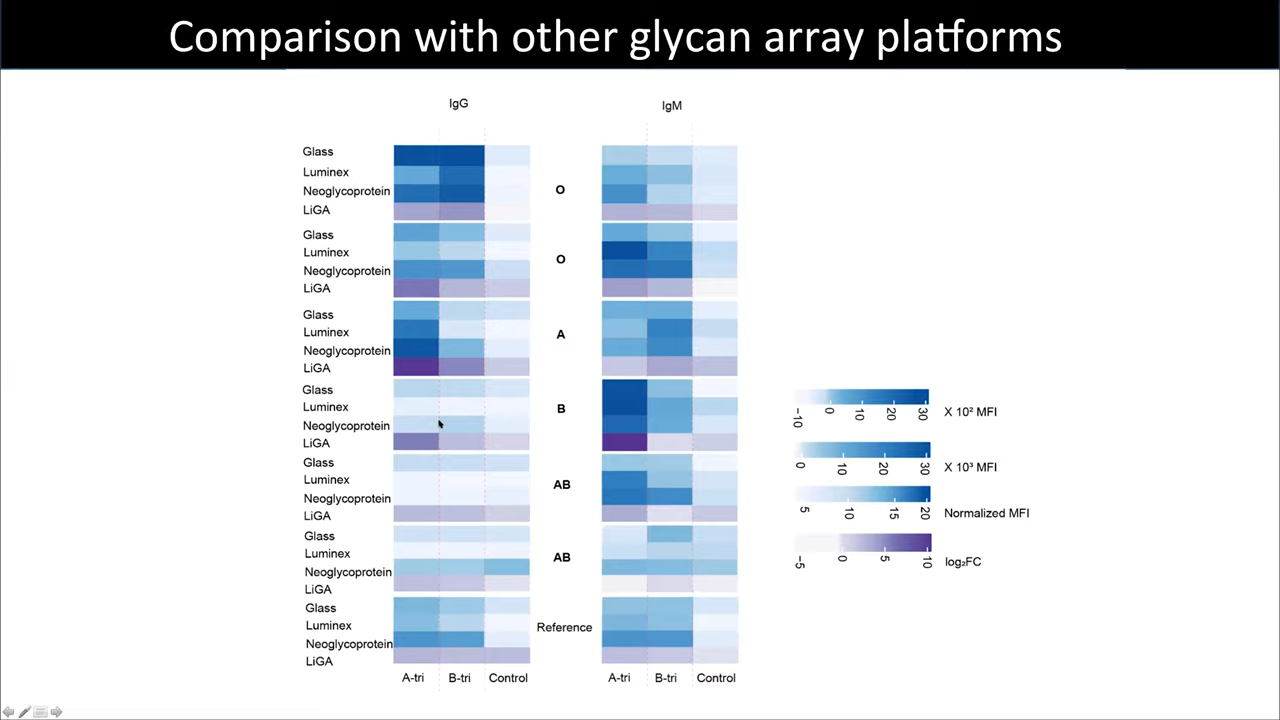 Comparison with other glycan array platforms
IgG
IgM
Glass
Luminex
Neoglycoprotein
LiGA
O
Glass
Luminex
Neoglycoprotein
LiGA
O
Glass
Luminex
Neoglycoprotein
LiGA
A
Glass
Luminex
Neoglycoprotein
LiGA
B
Glass
Luminex
Neoglycoprotein
LiGA
AB
Glass
Luminex
Neoglycoprotein
LiGA
AB
Glass
Luminex
Neoglycoprotein
LiGA
Reference
A-tri B-tri Control
A-tri B-tri Control
-10 0 10 20 30
X 10² MFI
0 10 20 30
X 10³ MFI
5 10 15 20
Normalized MFI
-5 0 5 10
log₂FC